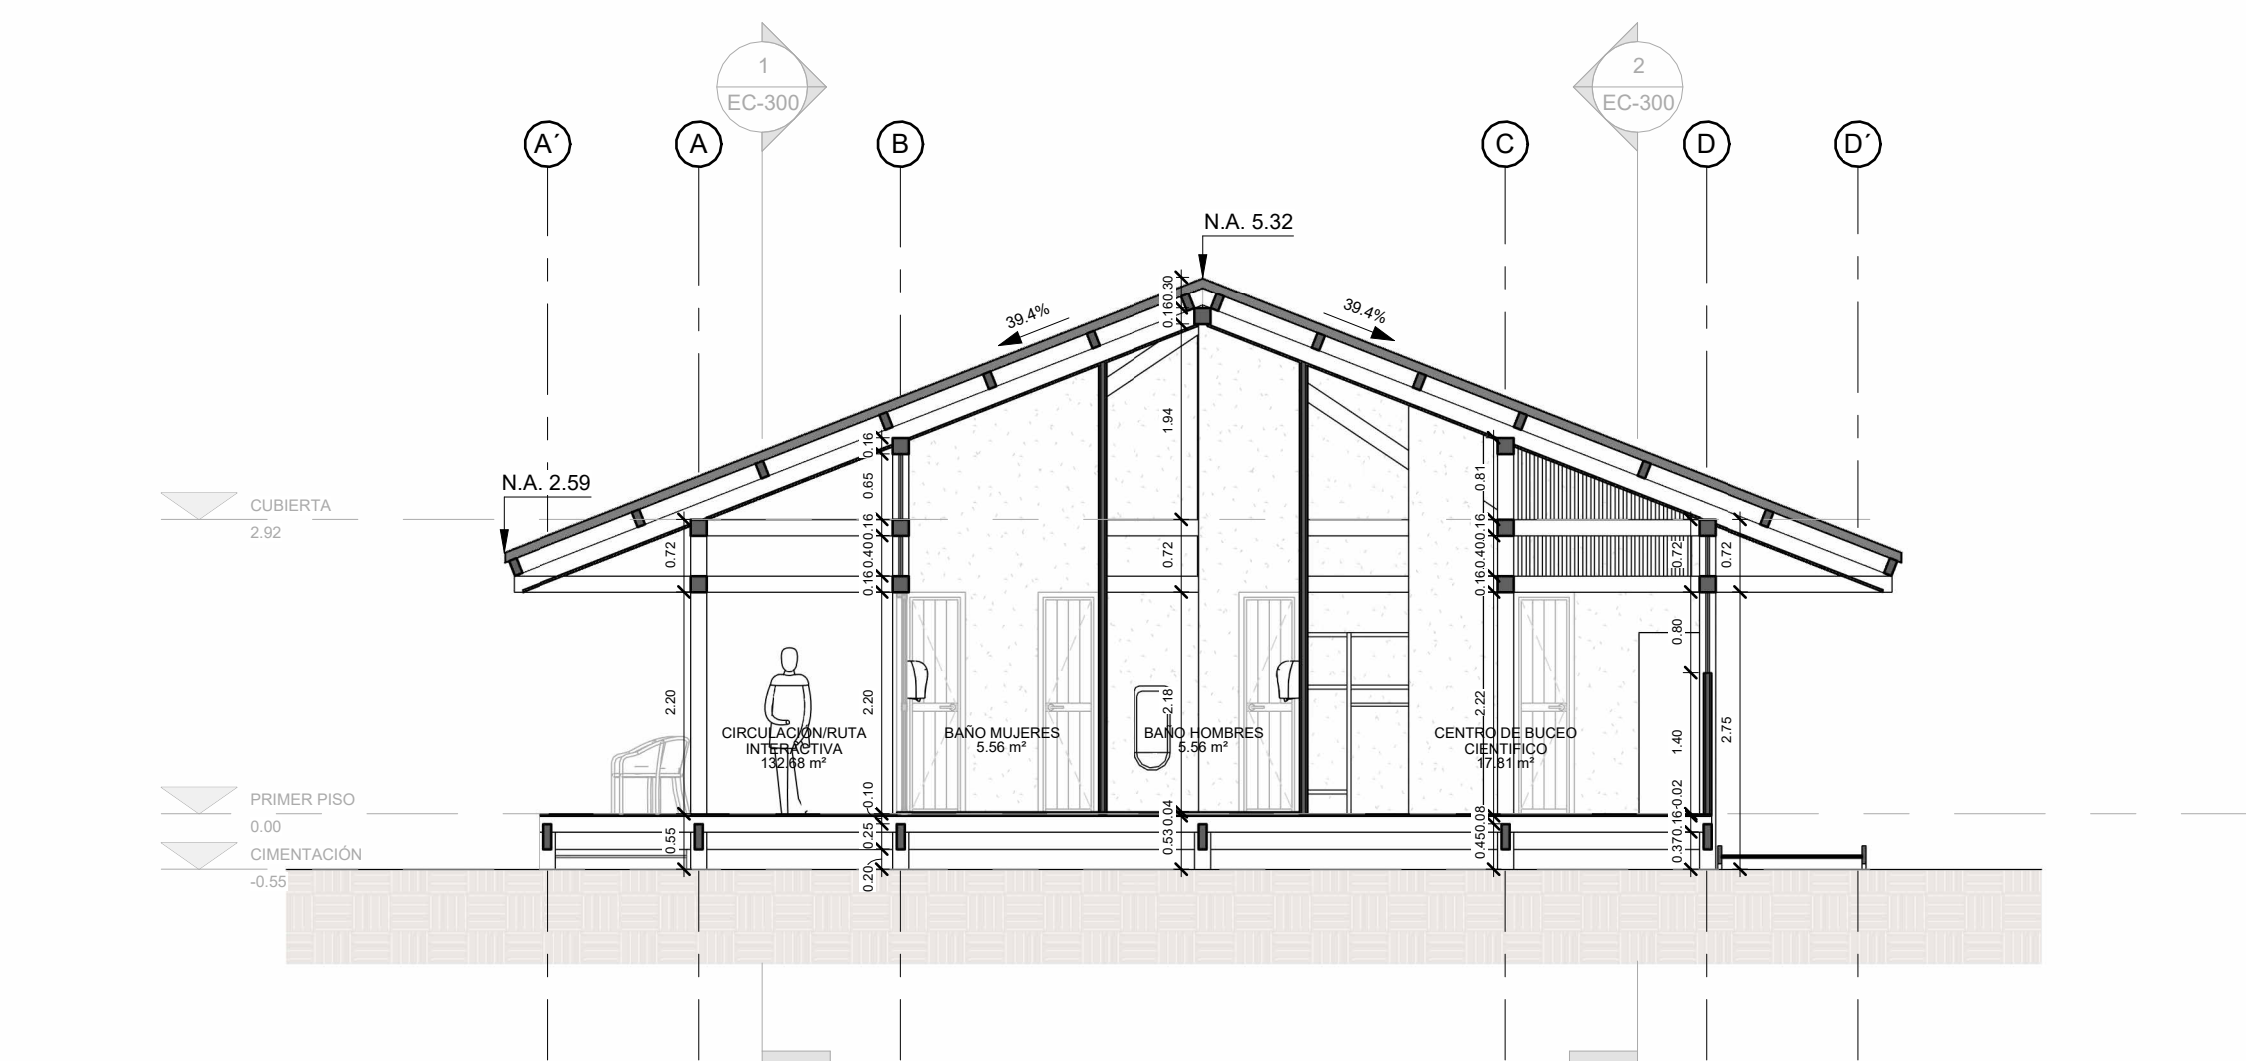 1
EC-300
2
EC-300
A´
A
B
C
D
D´
N.A. 5.32
39.4%
39.4%
0.30
0.16
1.94
0.72
2.18
0.04
0.53
N.A. 2.59
CUBIERTA
2.92
0.72
2.20
0.55
0.16
0.65
0.16
0.40
0.16
2.20
0.10
0.25
0.20
0.81
0.16
0.40
0.16
2.22
0.08
0.45
0.72
0.80
1.40
0.02
0.16
0.37
0.72
2.75
CIRCULACIÓN/RUTA
INTERACTIVA
132.68 m²
BAÑO MUJERES
5.56 m²
BAÑO HOMBRES
5.56 m²
CENTRO DE BUCEO
CIENTIFICO
17.81 m²
PRIMER PISO
0.00
CIMENTACIÓN
-0.55